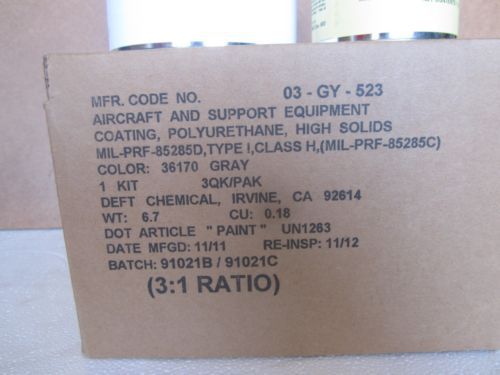 MFR. CODE NO. 03 - GY - 523
AIRCRAFT AND SUPPORT EQUIPMENT
COATING, POLYURETHANE, HIGH SOLIDS
MIL-PRF-85285D,TYPE I,CLASS H,(MIL-PRF-85285C)
COLOR: 36170 GRAY
1 KIT 3QK/PAK
DEFT CHEMICAL, IRVINE, CA 92614
WT: 6.7 CU: 0.18
DOT ARTICLE "PAINT" UN1263
DATE MFGD: 11/11 RE-INSP: 11/12
BATCH: 91021B / 91021C
(3:1 RATIO)